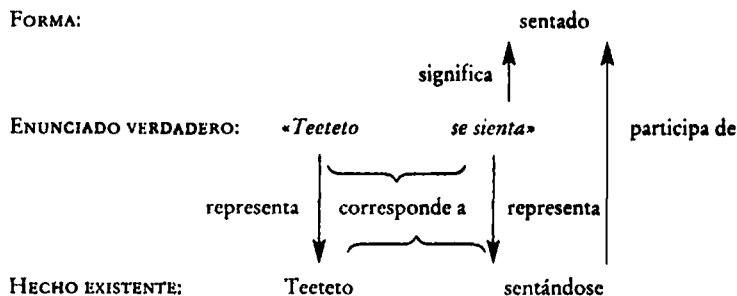 FORMA: sentado
significa
ENUNCIADO VERDADERO: «Teeteto se sienta» participa de
representa corresponde a representa
HECHO EXISTENTE: Teeteto sentándose